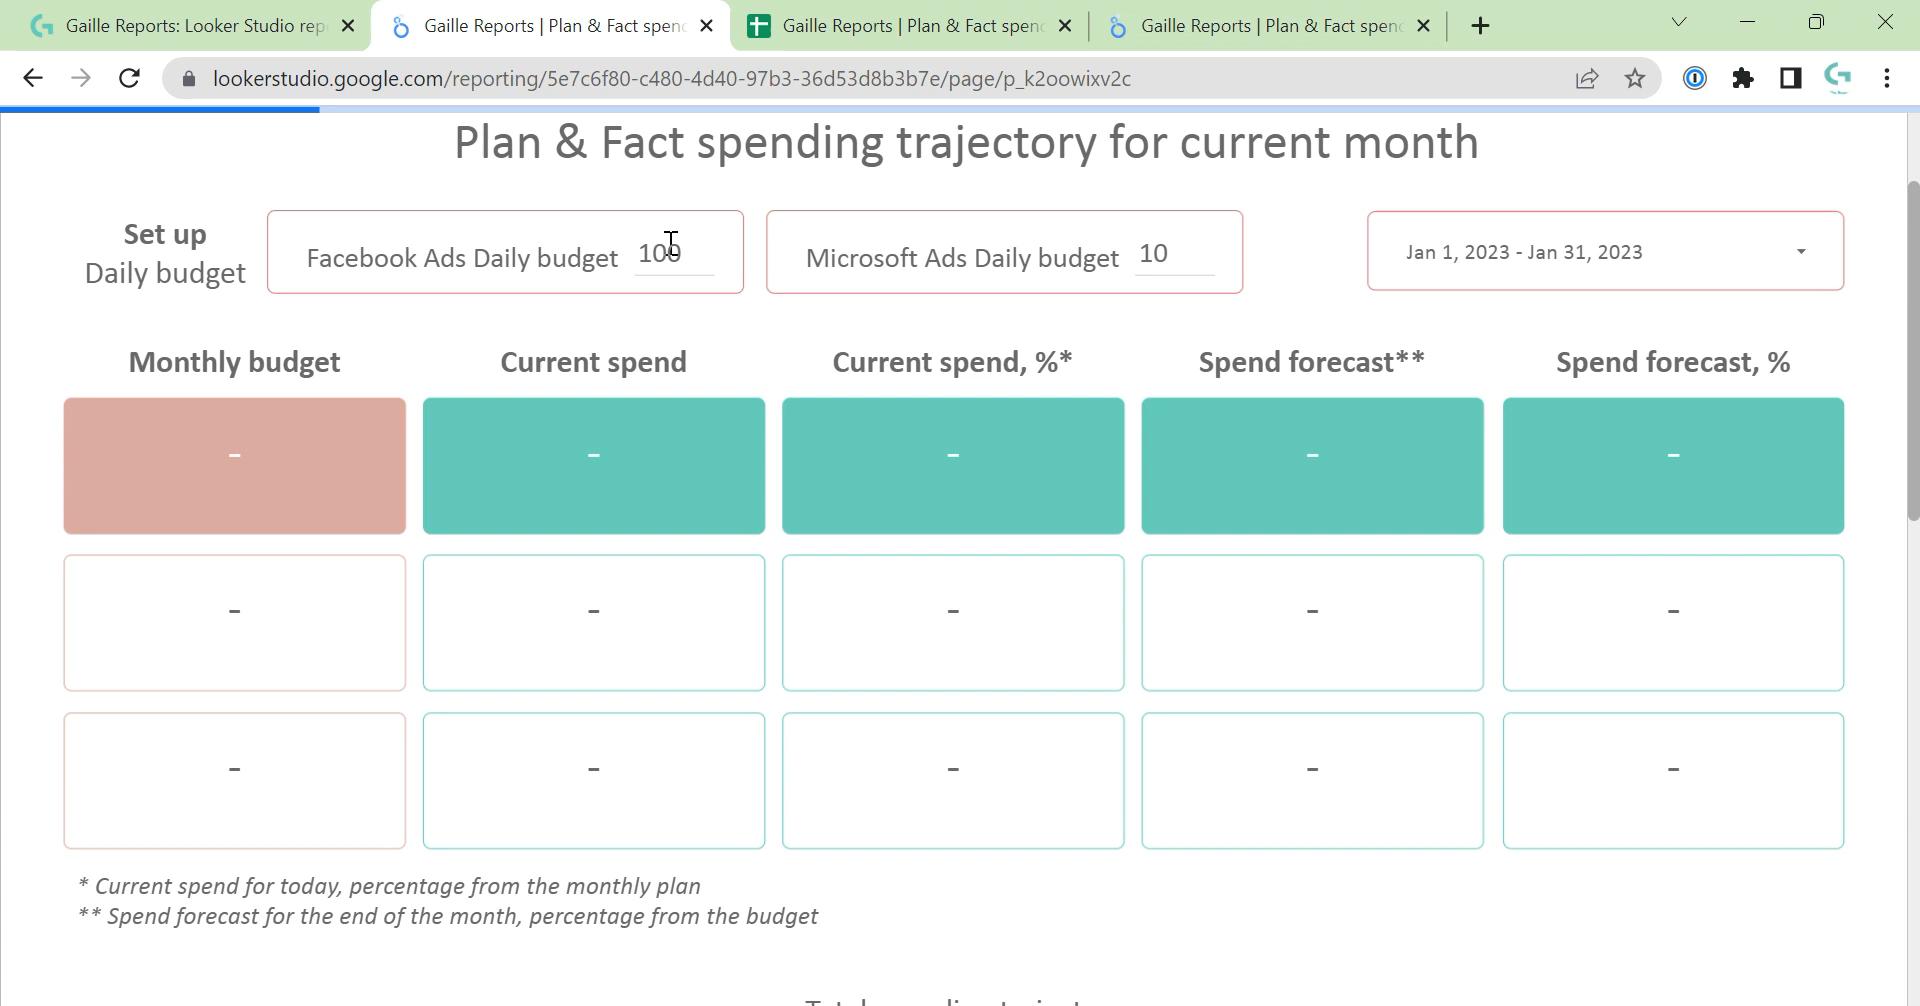 Gaille Reports: Looker Studio rep
Gaille Reports | Plan & Fact spen
Gaille Reports | Plan & Fact spen
Gaille Reports | Plan & Fact spen
lookerstudio.google.com/reporting/5e7c6f80-c480-4d40-97b3-36d53d8b3b7e/page/p_k2oowixv2c
Plan & Fact spending trajectory for current month
Set up
Daily budget
Facebook Ads Daily budget 100
Microsoft Ads Daily budget 10
Jan 1, 2023 - Jan 31, 2023
Monthly budget Current spend Current spend, %* Spend forecast** Spend forecast, %
- - - - -
- - - - -
- - - - -
* Current spend for today, percentage from the monthly plan
** Spend forecast for the end of the month, percentage from the budget